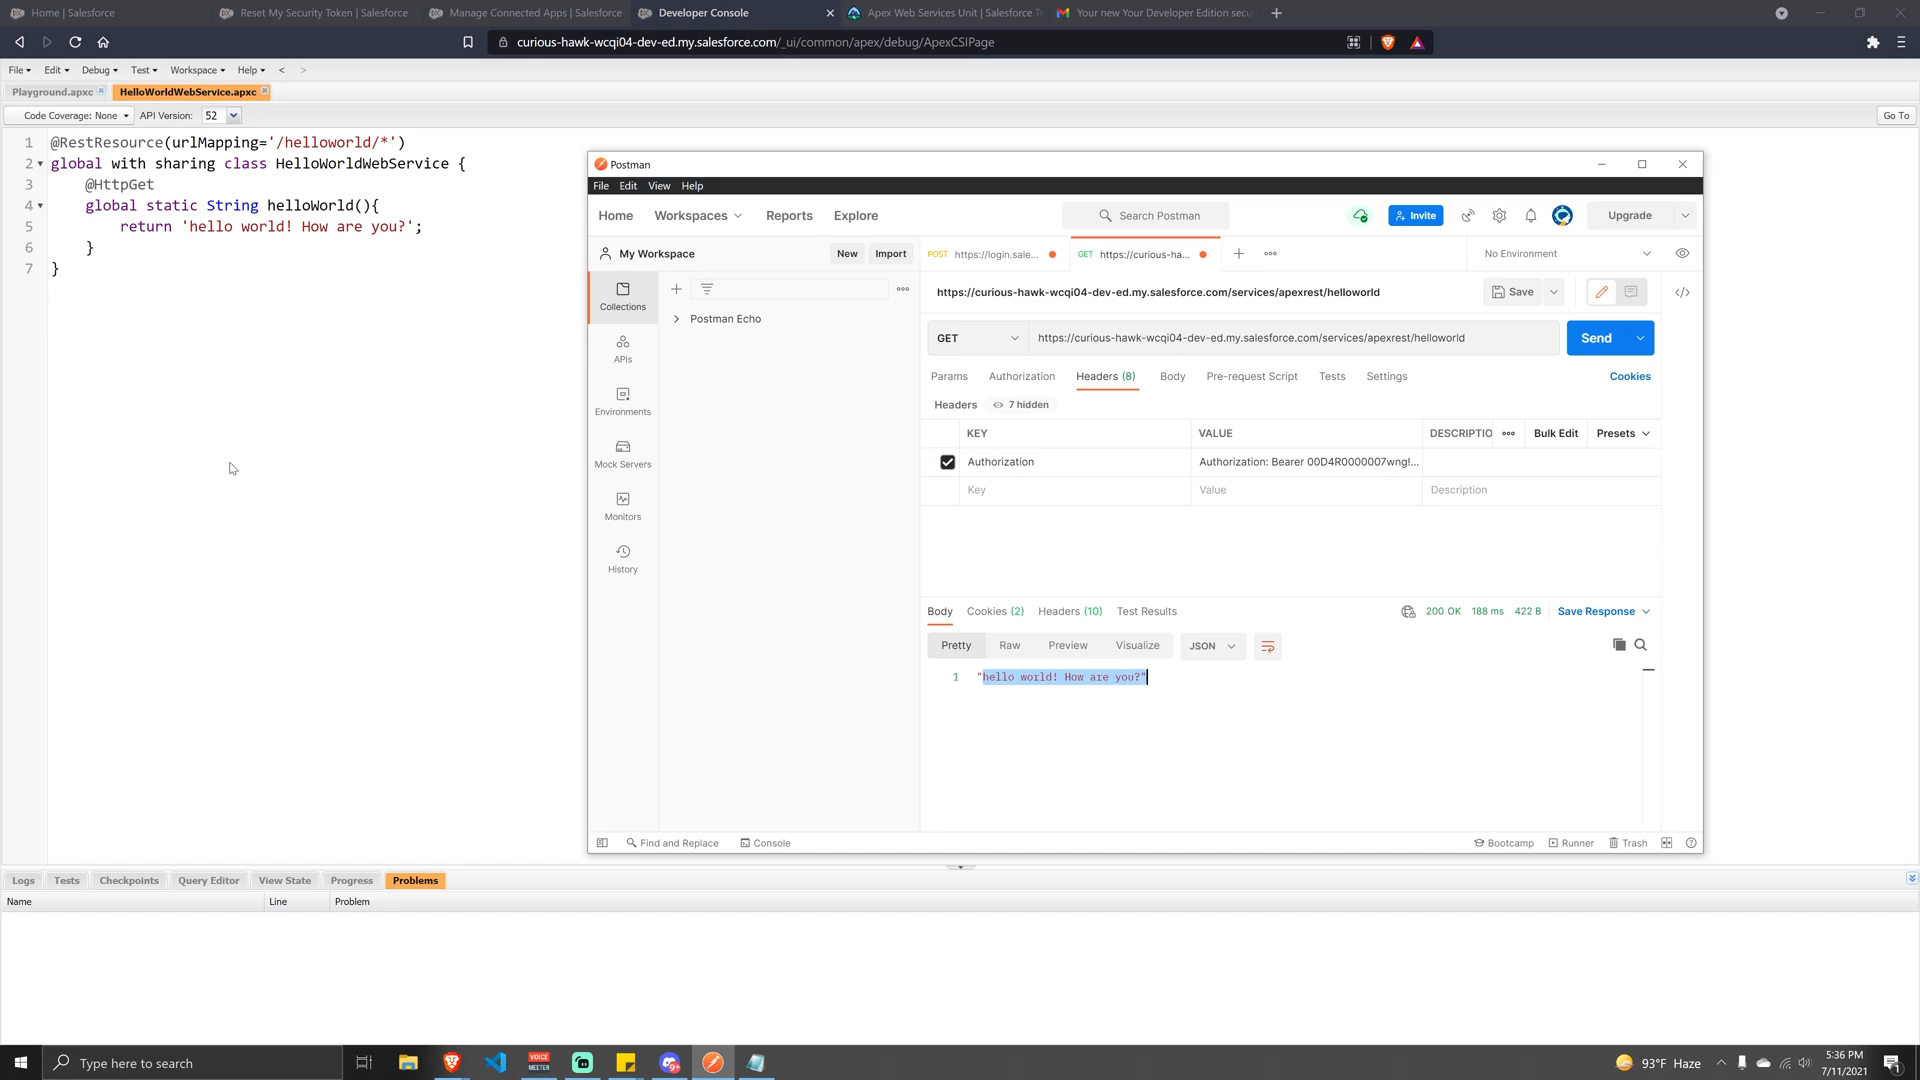 Home | Salesforce
Reset My Security Token | Salesforce
Manage Connected Apps | Salesforce
Developer Console
Apex Web Services Unit | Salesforce Tr
Your new Your Developer Edition secu
curious-hawk-wcqi04-dev-ed.my.salesforce.com/_ui/common/apex/debug/ApexCSIPage
File Edit Debug Test Workspace Help < >
Playground.apxc
HelloWorldWebService.apxc
Code Coverage: None API Version: 52 Go To
1 @RestResource(urlMapping='/helloworld/*')
2 global with sharing class HelloWorldWebService {
3 @HttpGet
4 global static String helloWorld(){
5 return 'hello world! How are you?';
6 }
7 }
Postman
File Edit View Help
Home Workspaces Reports Explore Search Postman Invite Upgrade
My Workspace New Import
POST https://login.sale...
GET https://curious-ha...
No Environment
Collections
Postman Echo
APIs
Environments
Mock Servers
Monitors
History
https://curious-hawk-wcqi04-dev-ed.my.salesforce.com/services/apexrest/helloworld
Save
GET https://curious-hawk-wcqi04-dev-ed.my.salesforce.com/services/apexrest/helloworld Send
Params Authorization Headers (8) Body Pre-request Script Tests Settings Cookies
Headers 7 hidden
KEY VALUE DESCRIPTIO Bulk Edit Presets
Authorization Authorization: Bearer 00D4R0000007wng!...
Key Value Description
Body Cookies (2) Headers (10) Test Results 200 OK 188 ms 422 B Save Response
Pretty Raw Preview Visualize JSON
1 "hello world! How are you?"
Find and Replace Console Bootcamp Runner Trash
Logs Tests Checkpoints Query Editor View State Progress Problems
Name Line Problem
Type here to search
VOICE
MEETER
9+
93°F Haze
5:36 PM
7/11/2021
1